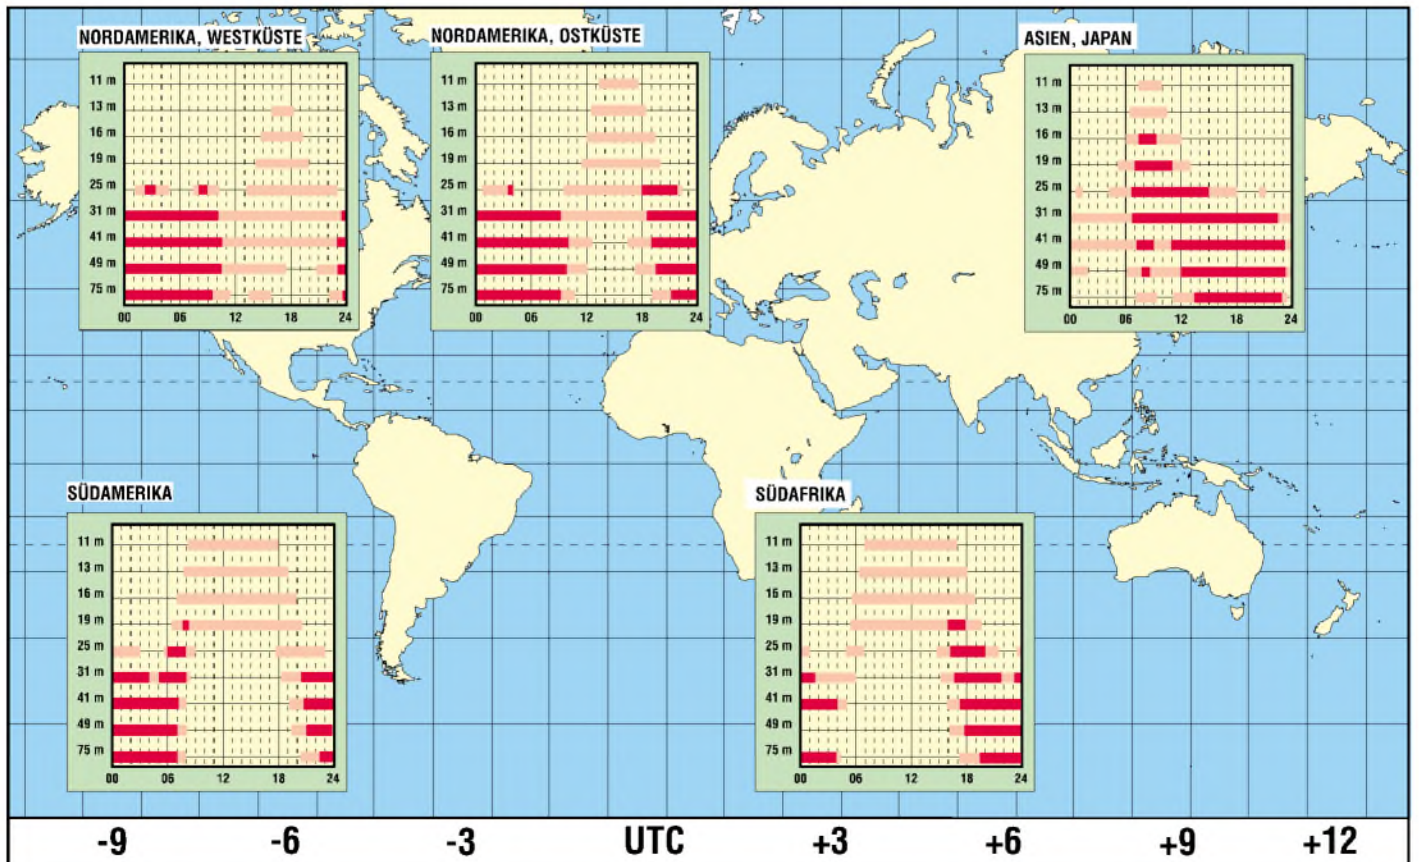 NORDAMERIKA, WESTKÜSTE
11 m
13 m
16 m
19 m
25 m
31 m
41 m
49 m
75 m
00 06 12 18 24
NORDAMERIKA, OSTKÜSTE
11 m
13 m
16 m
19 m
25 m
31 m
41 m
49 m
75 m
00 06 12 18 24
ASIEN, JAPAN
11 m
13 m
16 m
19 m
25 m
31 m
41 m
49 m
75 m
00 06 12 18 24
SÜDAMERIKA
11 m
13 m
16 m
19 m
25 m
31 m
41 m
49 m
75 m
00 06 12 18 24
SÜDAFRIKA
11 m
13 m
16 m
19 m
25 m
31 m
41 m
49 m
75 m
00 06 12 18 24
-9 -6 -3 UTC +3 +6 +9 +12